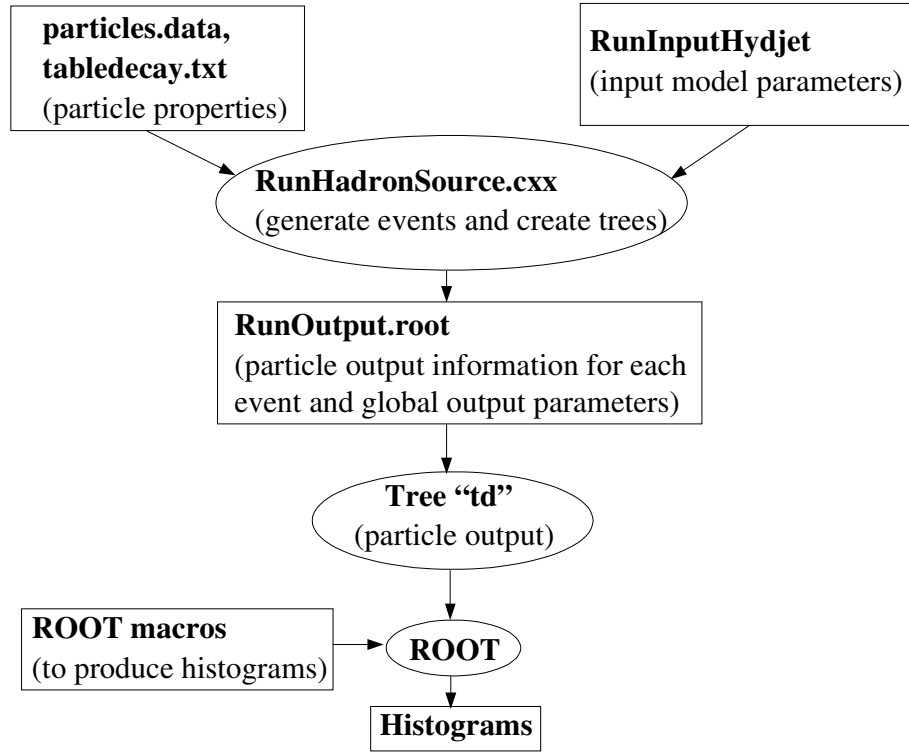 particles.data,
tabledecay.txt
(particle properties)
RunInputHydjet
(input model parameters)
RunHadronSource.cxx
(generate events and create trees)
RunOutput.root
(particle output information for each
event and global output parameters)
Tree “td”
(particle output)
ROOT macros
(to produce histograms)
ROOT
Histograms